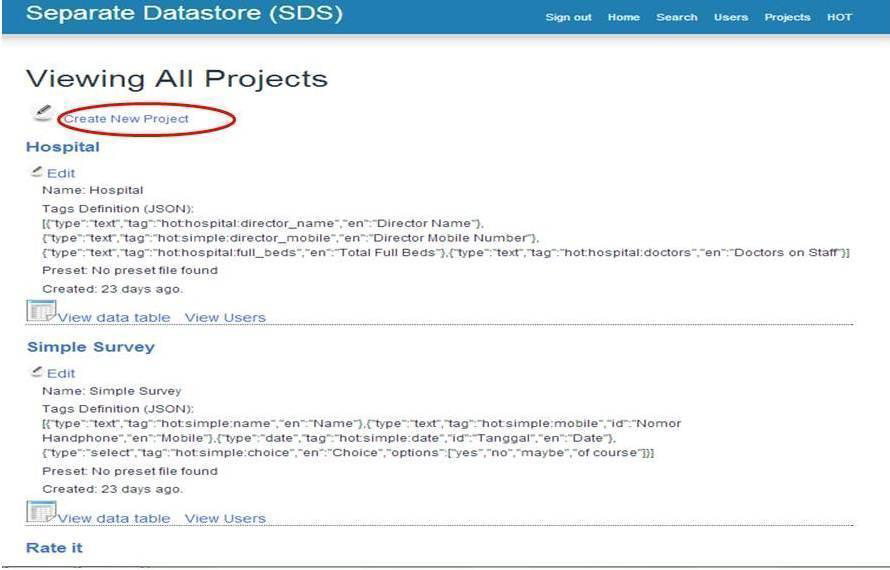 Separate Datastore (SDS)
Sign out Home Search Users Projects HOT
Viewing All Projects
Create New Project
Hospital
Edit
Name: Hospital
Tags Definition (JSON):
[{"type":"text","tag":"hot:hospital:director_name","en":"Director Name"},
{"type":"text","tag":"hot:simple:director_mobile","en":"Director Mobile Number"},
{"type":"text","tag":"hot:hospital:full_beds","en":"Total Full Beds"},{"type":"text","tag":"hot:hospital:doctors","en":"Doctors on Staff"}]
Preset: No preset file found
Created: 23 days ago.
View data table View Users
Simple Survey
Edit
Name: Simple Survey
Tags Definition (JSON):
[{"type":"text","tag":"hot:simple:name","en":"Name"},{"type":"text","tag":"hot:simple:mobile","id":"Nomor
Handphone","en":"Mobile"},{"type":"date","tag":"hot:simple:date","id":"Tanggal","en":"Date"},
{"type":"select","tag":"hot:simple:choice","en":"Choice","options":["yes","no","maybe","of course"]}]
Preset: No preset file found
Created: 23 days ago.
View data table View Users
Rate it